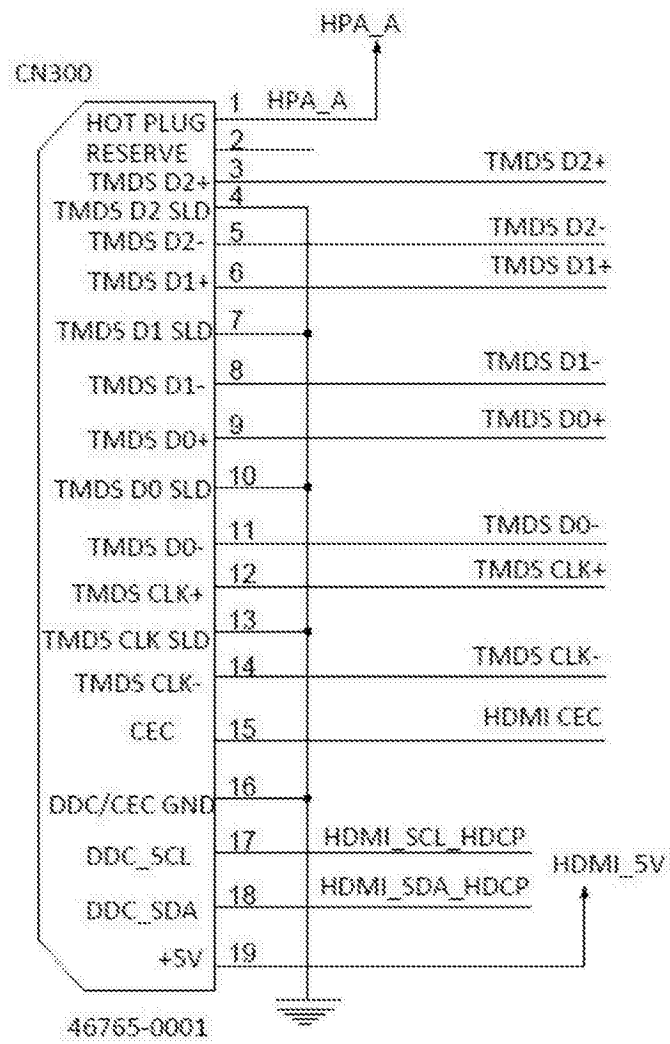 HPA_A
CN300
HOT PLUG 1 HPA_A
RESERVE 2
TMDS D2+ 3 TMDS D2+
TMDS D2 SLD 4
TMDS D2- 5 TMDS D2-
TMDS D1+ 6 TMDS D1+
TMDS D1 SLD 7
TMDS D1- 8 TMDS D1-
TMDS D0+ 9 TMDS D0+
TMDS D0 SLD 10
TMDS D0- 11 TMDS D0-
TMDS CLK+ 12 TMDS CLK+
TMDS CLK SLD 13
TMDS CLK- 14 TMDS CLK-
CEC 15 HDMI CEC
DDC/CEC GND 16
DDC_SCL 17 HDMI_SCL_HDCP
DDC_SDA 18 HDMI_SDA_HDCP
HDMI_5V
+5V 19
46765-0001